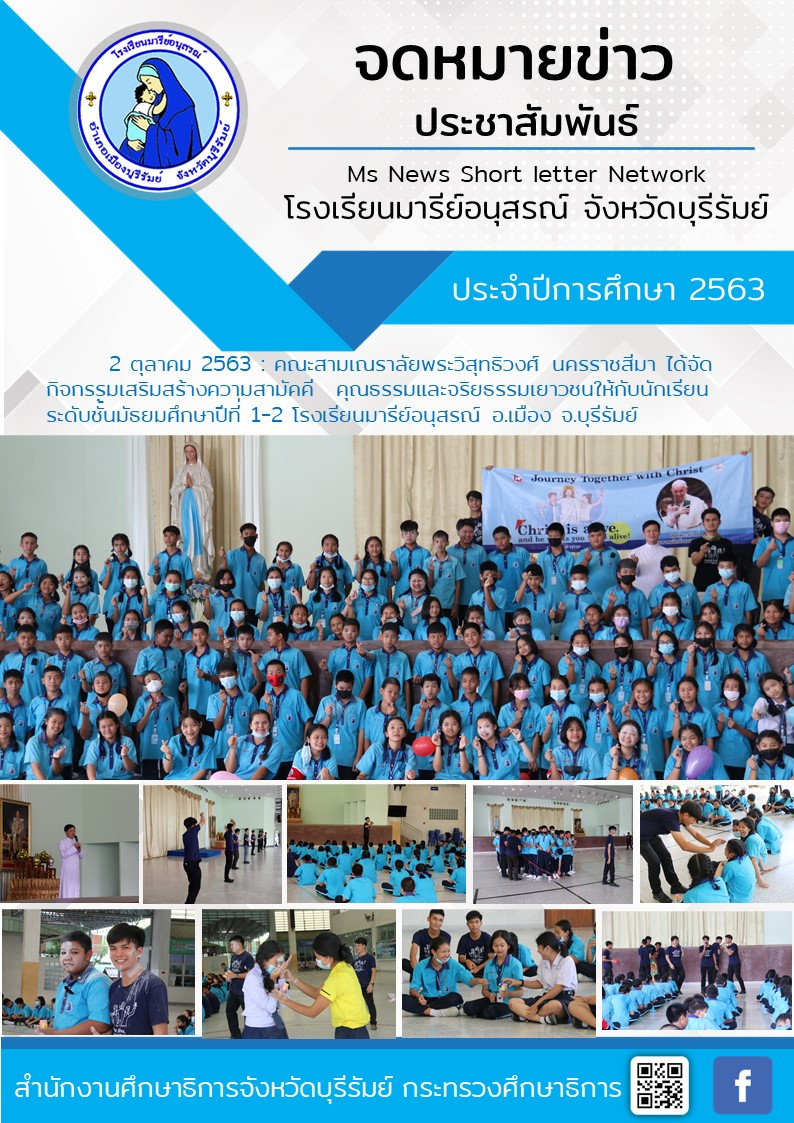 โรงเรียนมารีย์อนุสรณ์
อำเภอเมืองบุรีรัมย์ จังหวัดบุรีรัมย์
จดหมายข่าว
ประชาสัมพันธ์
Ms News Short letter Network
โรงเรียนมารีย์อนุสรณ์ จังหวัดบุรีรัมย์
ประจำปีการศึกษา 2563
2 ตุลาคม 2563 : คณะสามเณราลัยพระวิสุทธิวงศ์ นครราชสีมา ได้จัด
กิจกรรมเสริมสร้างความสามัคคี คุณธรรมและจริยธรรมเยาวชนให้กับนักเรียน
ระดับชั้นมัธยมศึกษาปีที่ 1-2 โรงเรียนมารีย์อนุสรณ์ อ.เมือง จ.บุรีรัมย์
Journey Together with Christ
Christ is alive.
and he you alive!
สำนักงานศึกษาธิการจังหวัดบุรีรัมย์ กระทรวงศึกษาธิการ
f